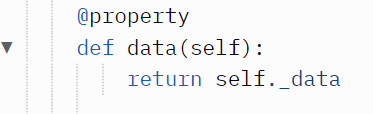 @property
def data(self):
return self._data